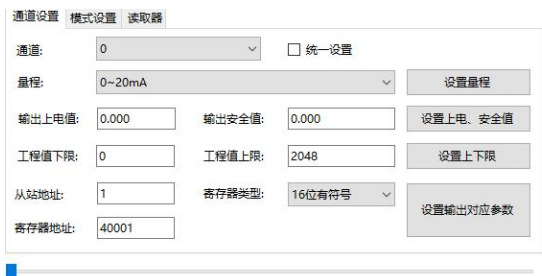 通道设置 模式设置 读取器
通道: 0 统一设置
量程: 0~20mA 设置量程
输出上电值: 0.000 输出安全值: 0.000 设置上电、安全值
工程值下限: 0 工程值上限: 2048 设置上下限
从站地址: 1 寄存器类型: 16位有符号 设置输出对应参数
寄存器地址: 40001